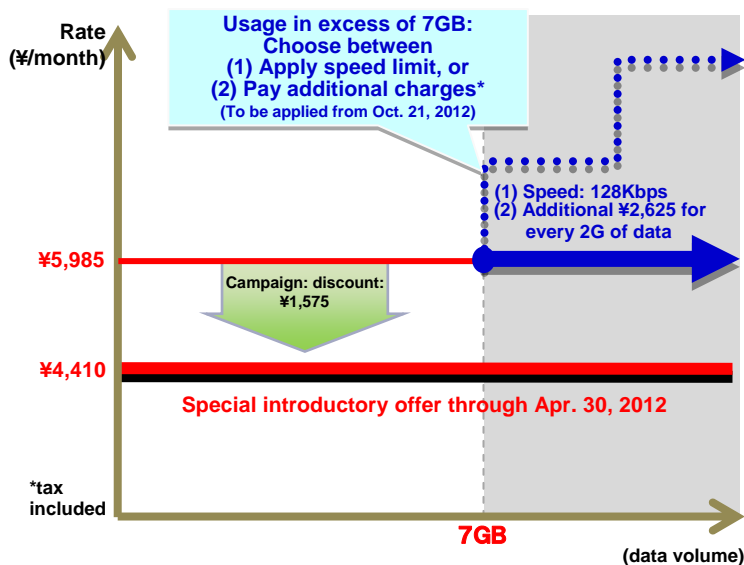 Rate
(¥/month)
Usage in excess of 7GB:
Choose between
(1) Apply speed limit, or
(2) Pay additional charges*
(To be applied from Oct. 21, 2012)
(1) Speed: 128Kbps
(2) Additional ¥2,625 for
every 2G of data
¥5,985
Campaign: discount:
¥1,575
¥4,410
Special introductory offer through Apr. 30, 2012
*tax
included
7GB
(data volume)